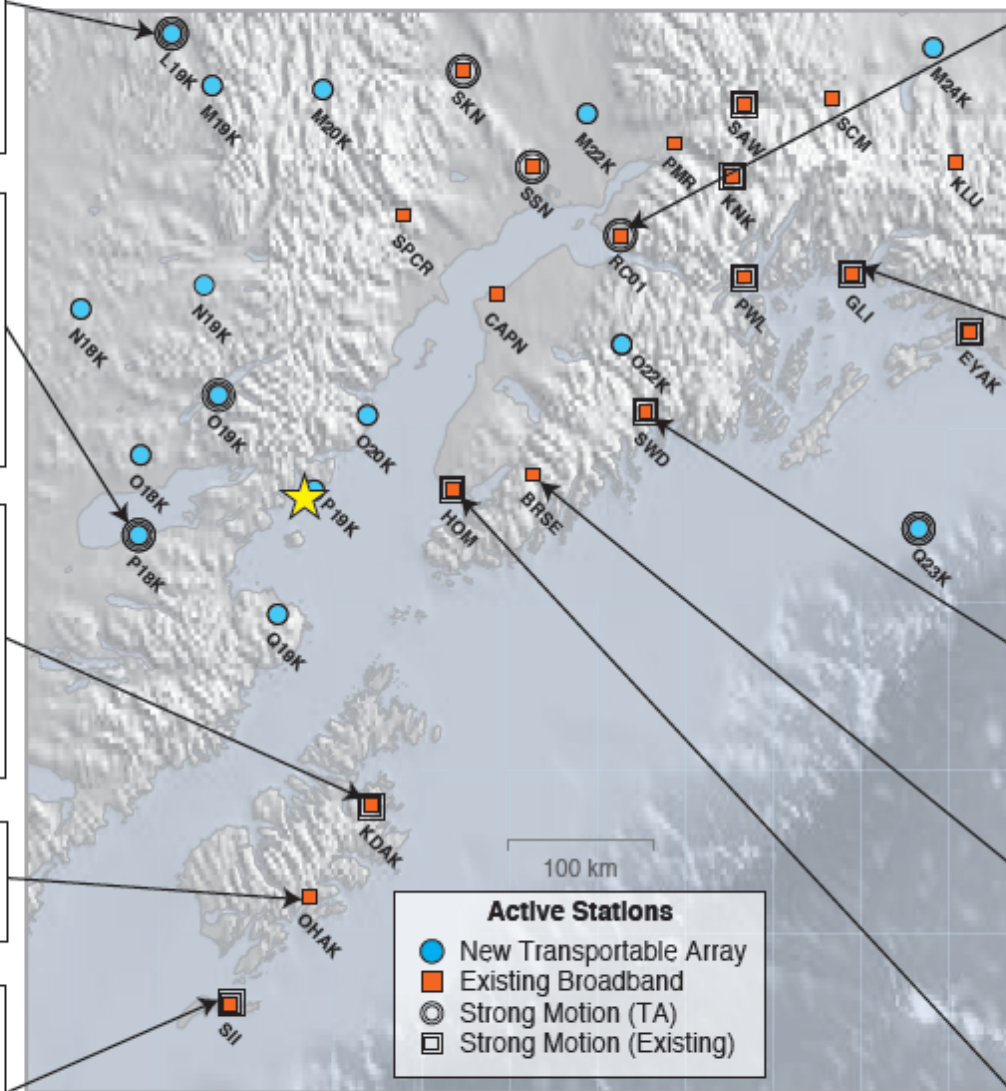 L19K
M19K
M20K
SKN
M22K
SAW
SCM
M24K
PMR
KNK
KLU
SSN
SPCR
RC01
CAPN
PWL
GLI
EYAK
N18K
N19K
O22K
O19K
O20K
SWD
O18K
P19K
HOM
BRSE
P18K
Q23K
Q19K
KDAK
OHAK
SII
100 km
Active Stations
New Transportable Array
Existing Broadband
Strong Motion (TA)
Strong Motion (Existing)